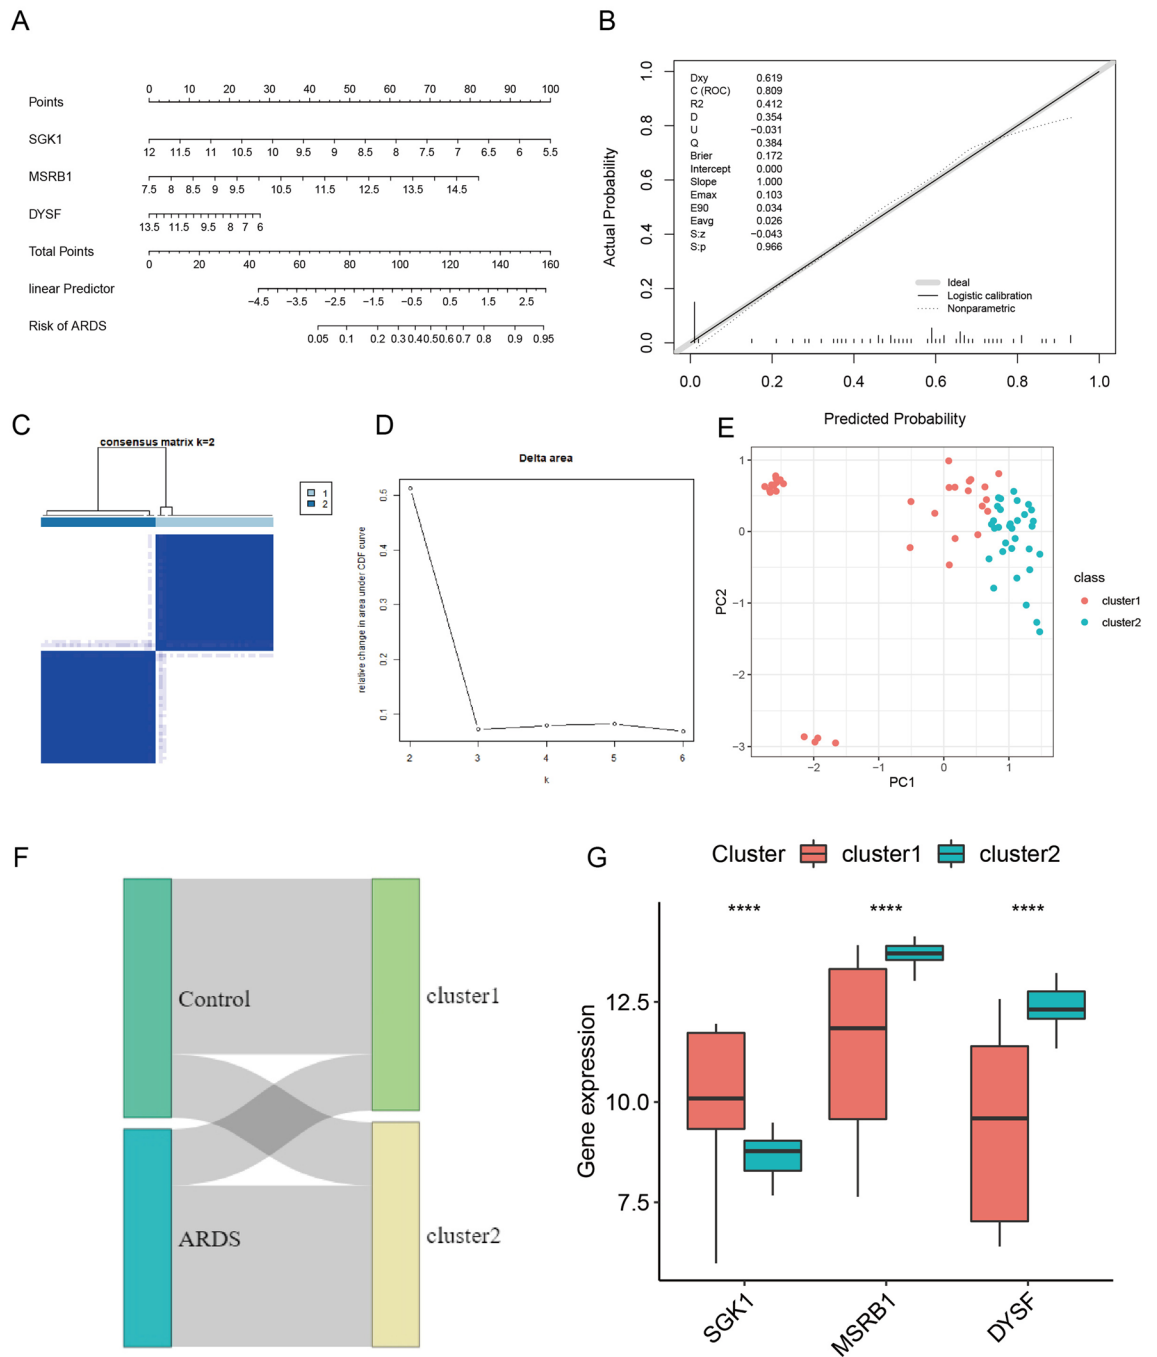 A
Points
0 10 20 30 40 50 60 70 80 90 100
SGK1
12 11.5 11 10.5 10 9.5 9 8.5 8 7.5 7 6.5 6 5.5
MSRB1
7.5 8 8.5 9 9.5 10.5 11.5 12.5 13.5 14.5
DYSF
13.5 11.5 9.5 8 7 6
Total Points
0 20 40 60 80 100 120 140 160
linear Predictor
−4.5 −3.5 −2.5 −1.5 −0.5 0.5 1.5 2.5
Risk of ARDS
0.05 0.1 0.2 0.3 0.4 0.5 0.6 0.7 0.8 0.9 0.95
B
Actual Probability
1.0
0.8
0.6
0.4
0.2
0.0
Dxy 0.619
C (ROC) 0.809
R2 0.412
D 0.354
U −0.031
Q 0.384
Brier 0.172
Intercept 0.000
Slope 1.000
Emax 0.103
E90 0.034
Eavg 0.026
S:z −0.043
S:p 0.966
Ideal
Logistic calibration
Nonparametric
0.0 0.2 0.4 0.6 0.8 1.0
Predicted Probability
C
consensus matrix k=2
1
2
D
Delta area
relative change in area under CDF curve
0.5
0.4
0.3
0.2
0.1
2 3 4 5 6
k
E
PC2
1
0
−1
−2
−3
−2 −1 0 1
PC1
class
cluster1
cluster2
F
Control
cluster1
ARDS
cluster2
G
Cluster cluster1 cluster2
**** **** ****
Gene expression
12.5
10.0
7.5
SGK1
MSRB1
DYSF